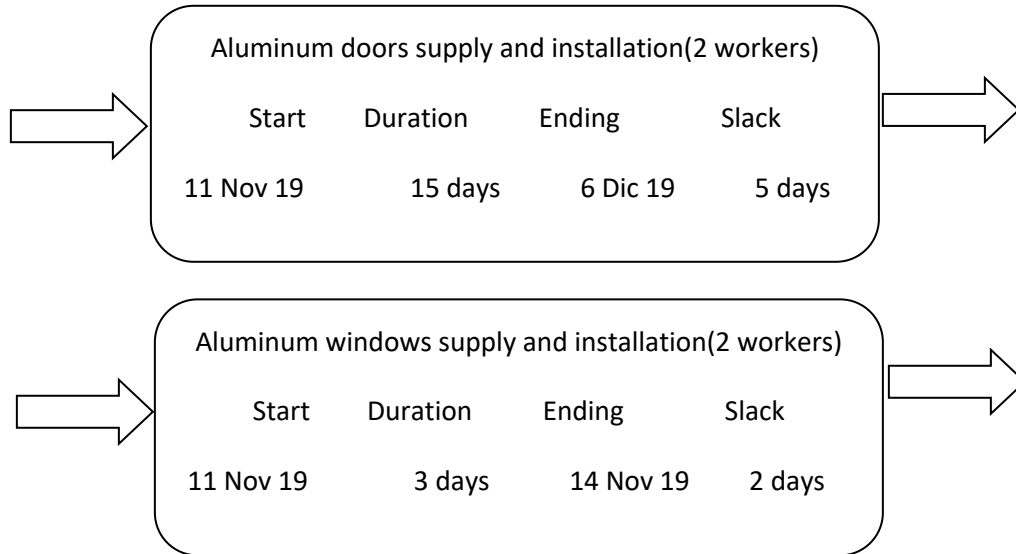 Aluminum doors supply and installation(2 workers)
Start Duration Ending Slack
11 Nov 19 15 days 6 Dic 19 5 days
Aluminum windows supply and installation(2 workers)
Start Duration Ending Slack
11 Nov 19 3 days 14 Nov 19 2 days